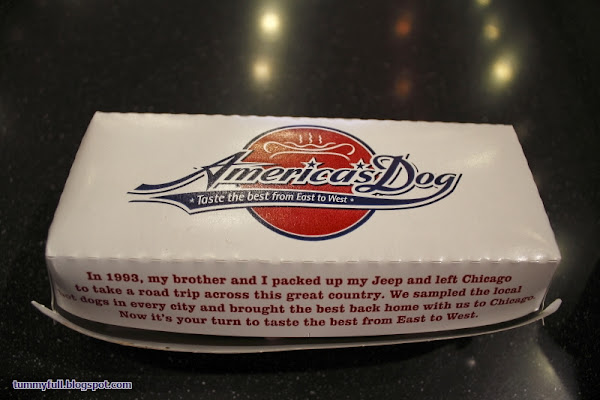 America's Dog
Taste the best from East to West
In 1993, my brother and I packed up my Jeep and left Chicago
to take a road trip across this great country. We sampled the local
hot dogs in every city and brought the best back home with us to Chicago.
Now it's your turn to taste the best from East to West.
tummyfull.blogspot.com